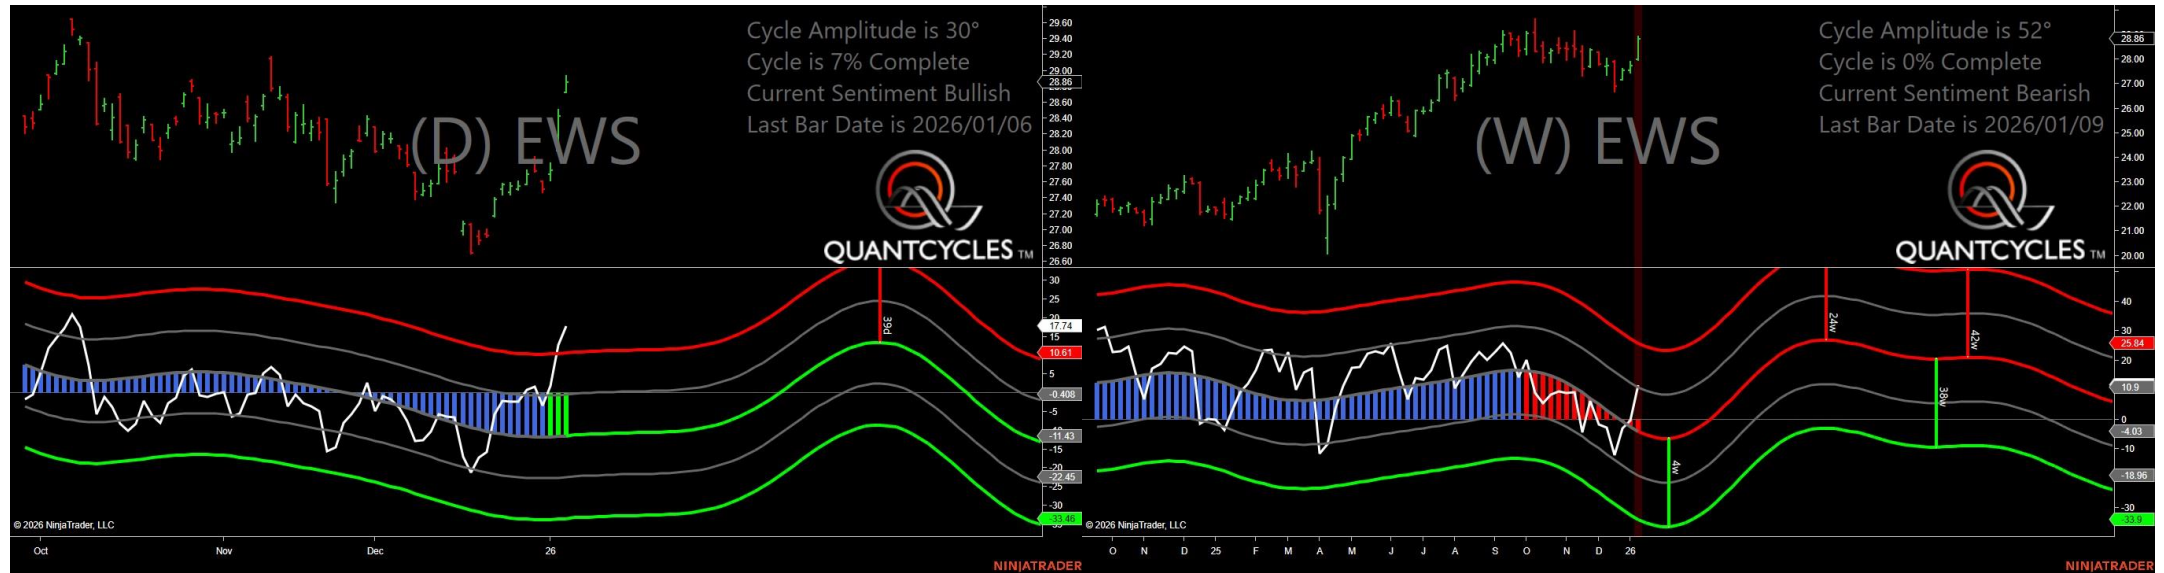 Cycle Amplitude is 30°
Cycle is 7% Complete
Current Sentiment Bullish
Last Bar Date is 2026/01/06
(D) EWS
QUANTCYCLES TM
29.60
29.40
29.20
29.00
28.86
28.60
28.40
28.20
28.00
27.80
27.60
27.40
27.20
27.00
26.80
26.60
39d
30
25
20
17.74
15
10.61
5
-0.408
-5
-11.43
-15
-20
-22.45
-25
-30
-33.46
© 2026 NinjaTrader, LLC
Oct
Nov
Dec
26
NINJATRADER
Cycle Amplitude is 52°
Cycle is 0% Complete
Current Sentiment Bearish
Last Bar Date is 2026/01/09
(W) EWS
QUANTCYCLES TM
28.86
28.00
27.00
26.00
25.00
24.00
23.00
22.00
21.00
20.00
24w
42w
38w
4w
40
30
25.84
20
10.9
0
-4.03
-10
-18.96
-30
-33.9
© 2026 NinjaTrader, LLC
O N D 25 F M A M J J A S O N D 26
NINJATRADER